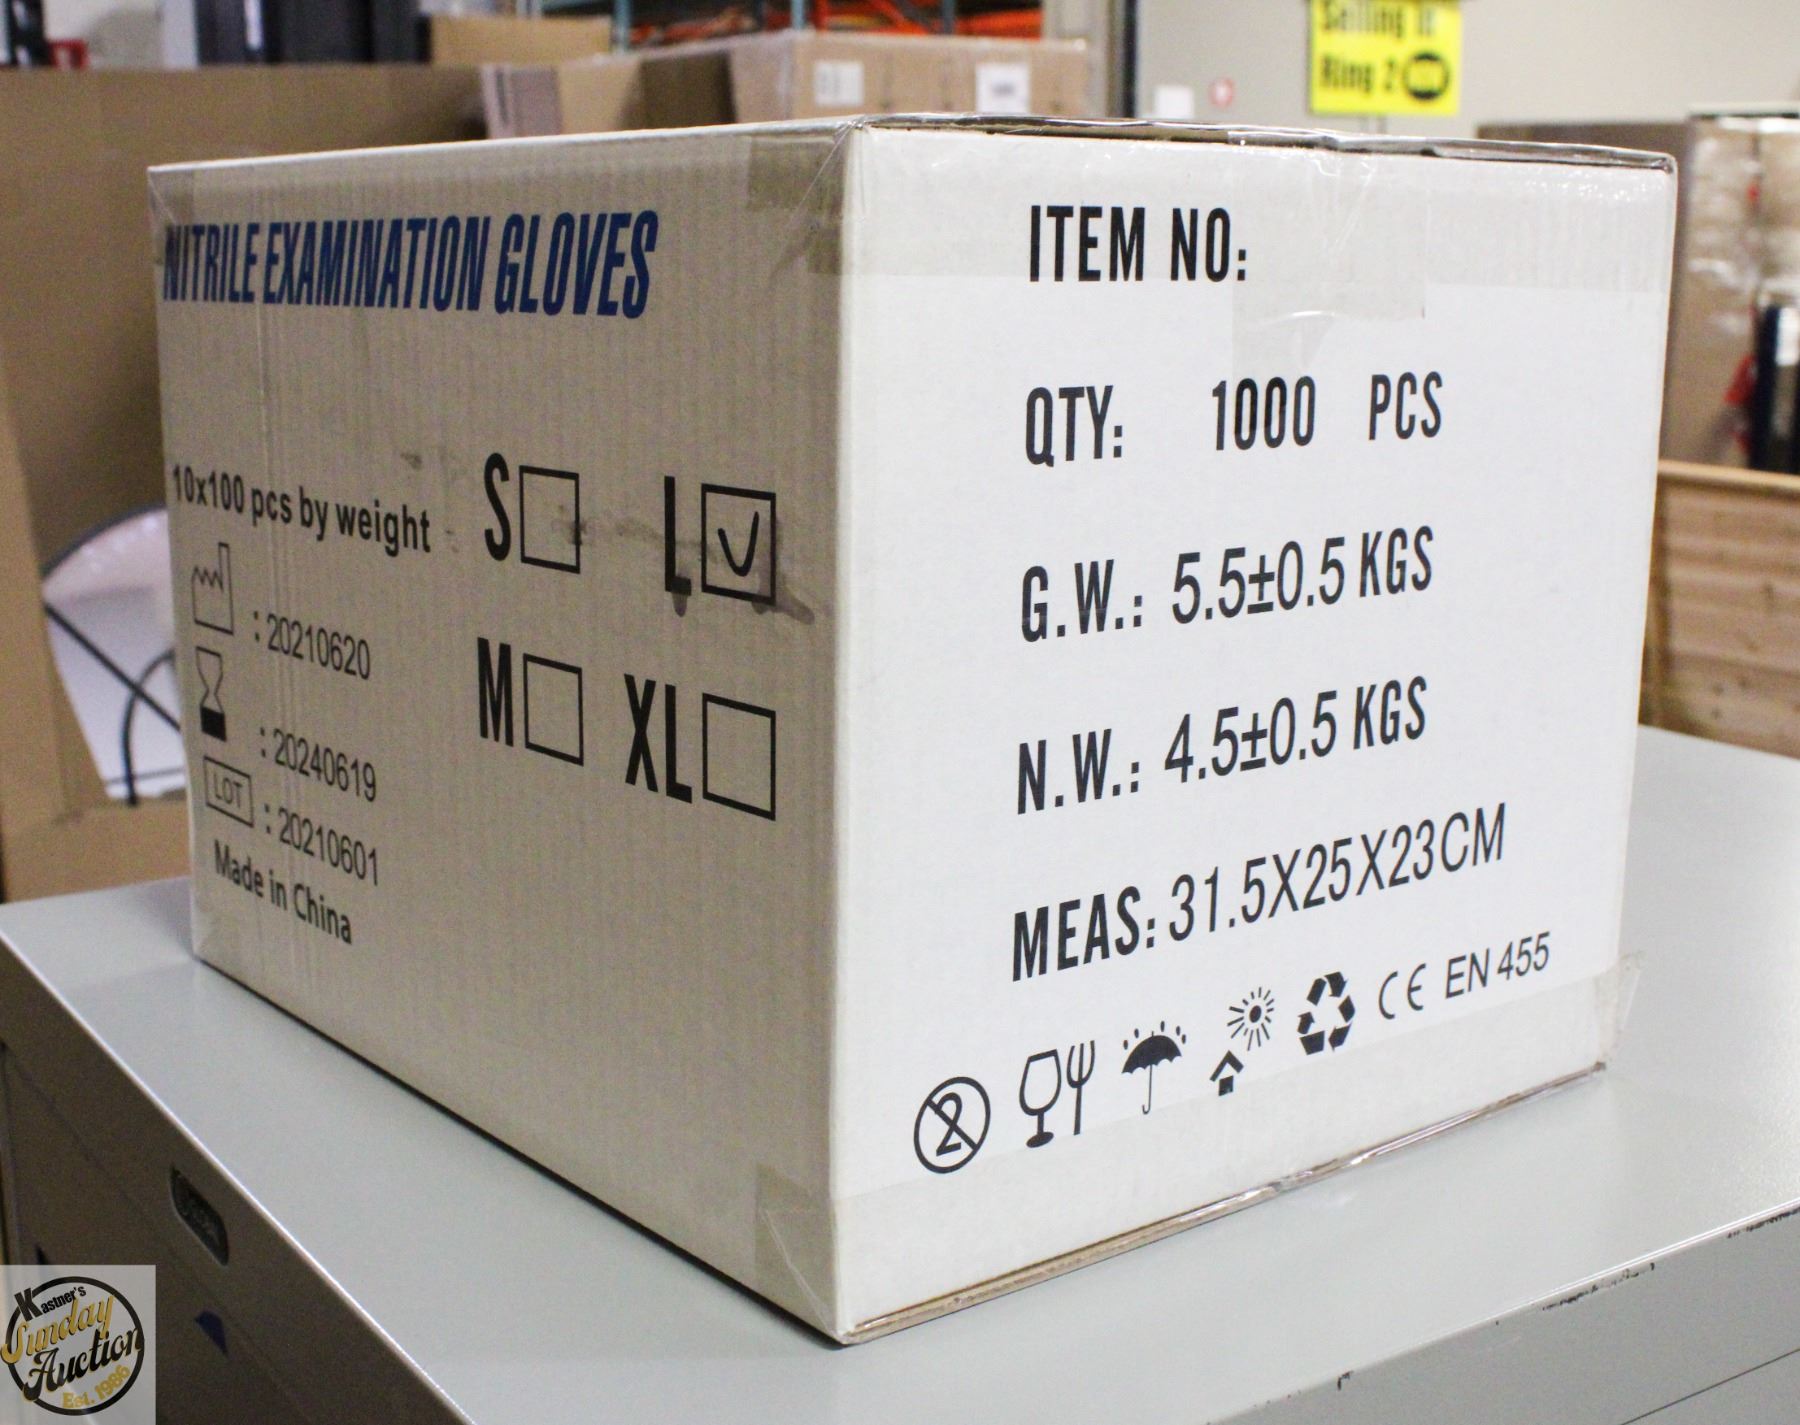 Selling in
Ring 2
NITRILE EXAMINATION GLOVES
10x100 pcs by weight
S
L
M
XL
: 20210620
: 20240619
LOT : 20210601
Made in China
ITEM NO:
QTY: 1000 PCS
G.W.: 5.5±0.5 KGS
N.W.: 4.5±0.5 KGS
MEAS: 31.5X25X23CM
CE EN 455
2
Kastner's
Sunday
Auction
Est. 1986